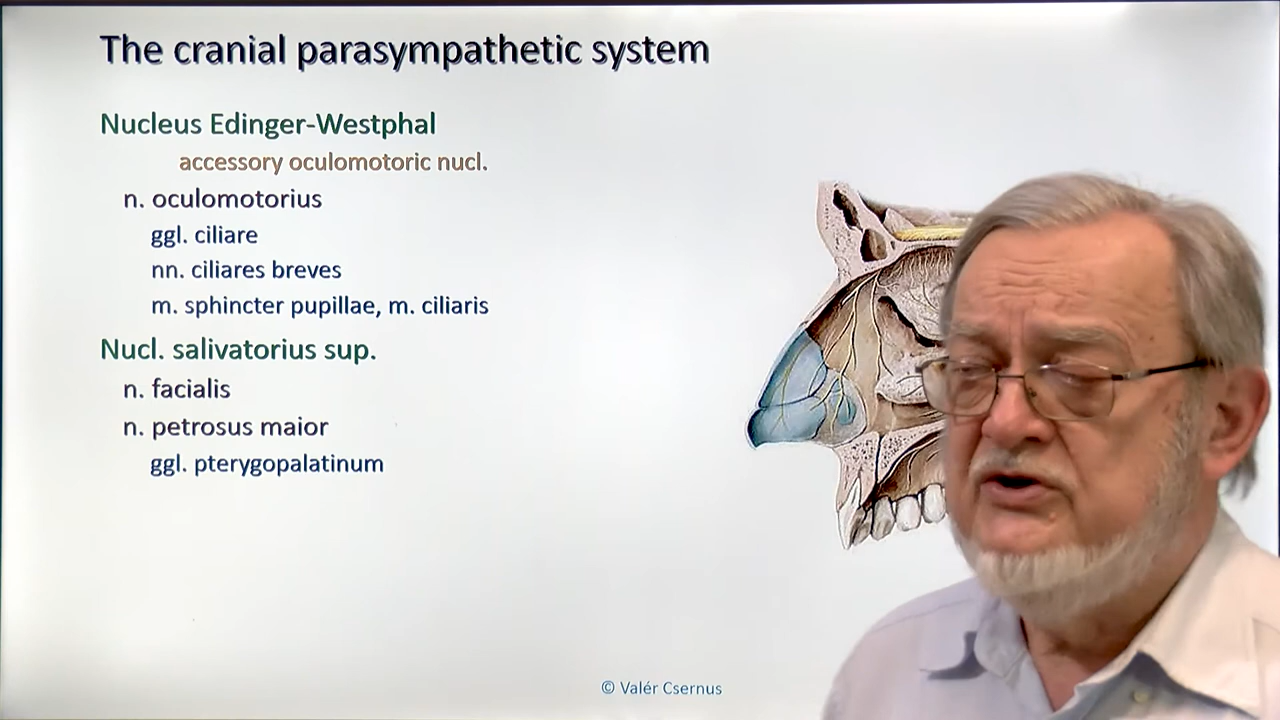 The cranial parasympathetic system
Nucleus Edinger-Westphal
accessory oculomotoric nucl.
n. oculomotorius
ggl. ciliare
nn. ciliares breves
m. sphincter pupillae, m. ciliaris
Nucl. salivatorius sup.
n. facialis
n. petrosus maior
ggl. pterygopalatinum
© Valér Csernus